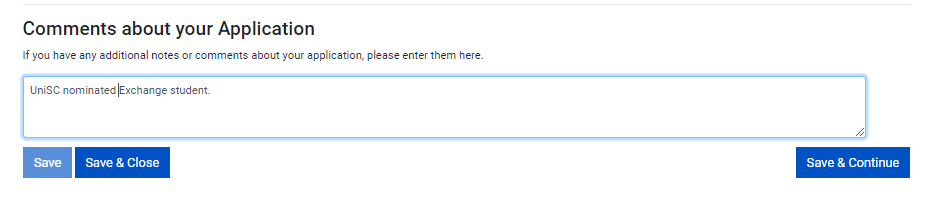 Comments about your Application
If you have any additional notes or comments about your application, please enter them here.
UniSC nominated Exchange student.
Save
Save & Close
Save & Continue